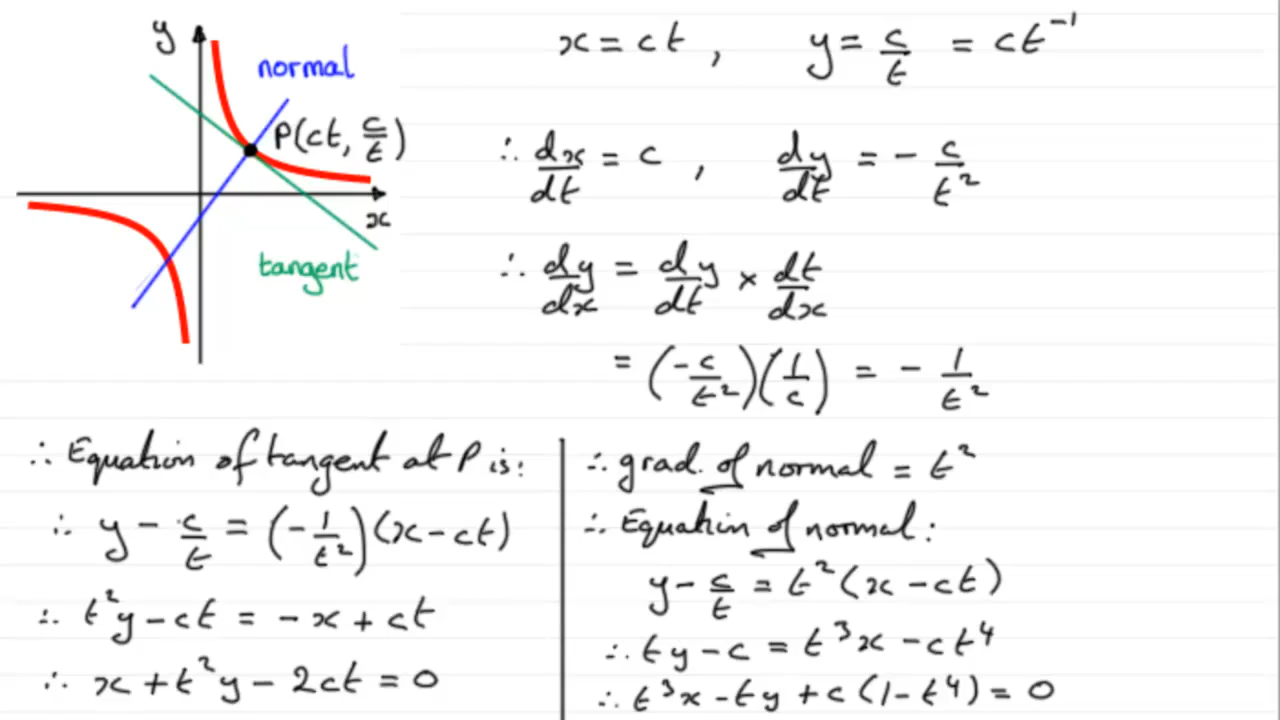 y
normal
P(ct, c/t)
x
tangent
x = ct , y = c/t = ct⁻¹
∴ dx/dt = c , dy/dt = - c/t²
∴ dy/dx = dy/dt × dt/dx
= (-c/t²)(1/c) = - 1/t²
∴ Equation of tangent at P is:
∴ y - c/t = (-1/t²)(x - ct)
∴ t²y - ct = -x + ct
∴ x + t²y - 2ct = 0
∴ grad. of normal = t²
∴ Equation of normal:
y - c/t = t²(x - ct)
∴ ty - c = t³x - ct⁴
∴ t³x - ty + c(1 - t⁴) = 0